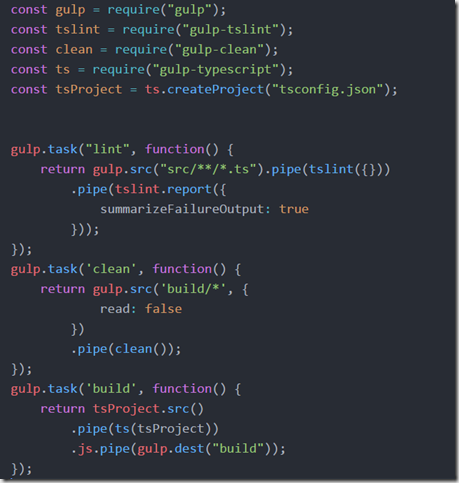 const gulp = require("gulp");
const tslint = require("gulp-tslint");
const clean = require("gulp-clean");
const ts = require("gulp-typescript");
const tsProject = ts.createProject("tsconfig.json");
gulp.task("lint", function() {
    return gulp.src("src/**/*.ts").pipe(tslint({}))
        .pipe(tslint.report({
            summarizeFailureOutput: true
        }));
});
gulp.task('clean', function() {
    return gulp.src('build/*', {
            read: false
        })
        .pipe(clean());
});
gulp.task('build', function() {
    return tsProject.src()
        .pipe(ts(tsProject))
        .js.pipe(gulp.dest("build"));
});